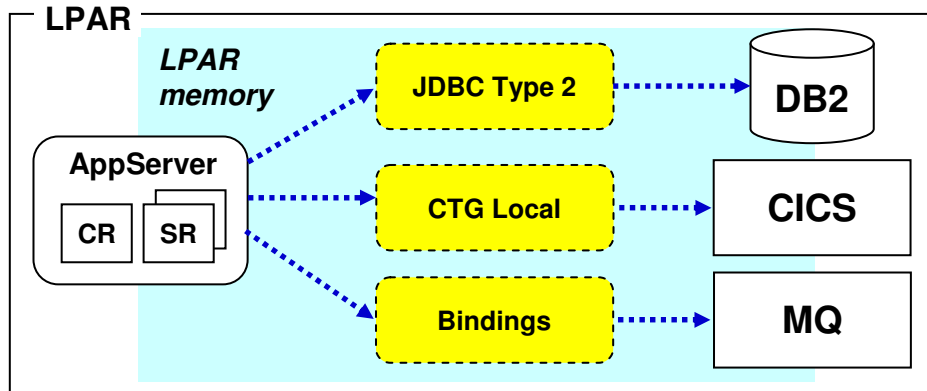 LPAR
LPAR
memory
JDBC Type 2
DB2
AppServer
CR
SR
CTG Local
CICS
Bindings
MQ